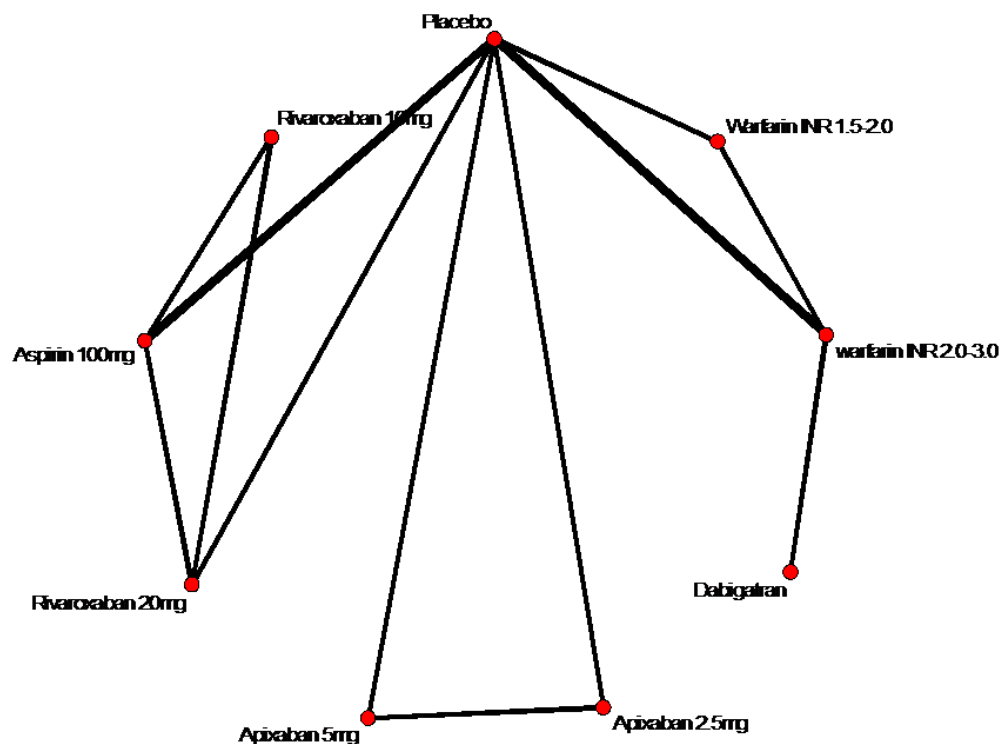 Placebo
Rivaroxaban 10mg
Warfarin INR 1.5-2.0
Aspirin 100mg
warfarin INR 2.0-3.0
Rivaroxaban 20mg
Dabigatran
Apixaban 5mg
Apixaban 2.5mg